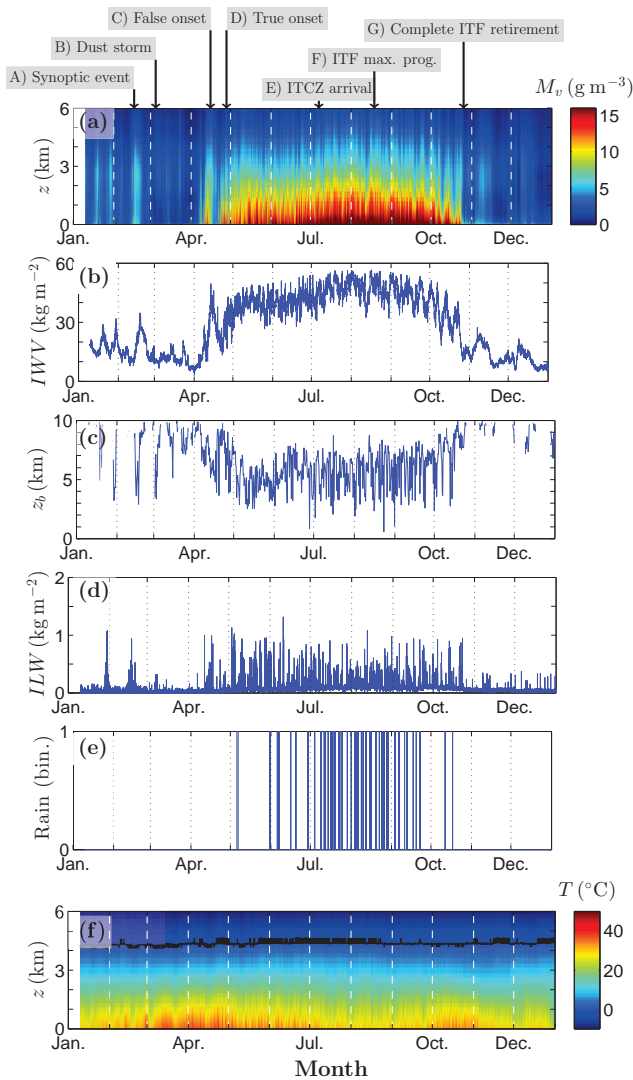 C) False onset
D) True onset
G) Complete ITF retirement
B) Dust storm
F) ITF max. prog.
A) Synoptic event
E) ITCZ arrival
M_v (g m⁻³)
(a)
6
3
0
z (km)
15
10
5
0
Jan. Apr. Jul. Oct. Dec.
(b)
60
30
0
IWV (kg m⁻²)
Jan. Apr. Jul. Oct. Dec.
(c)
10
5
0
z_b (km)
Jan. Apr. Jul. Oct. Dec.
(d)
2
1
0
ILW (kg m⁻²)
Jan. Apr. Jul. Oct. Dec.
(e)
1
0
Rain (bin.)
Jan. Apr. Jul. Oct. Dec.
T (°C)
(f)
6
3
0
z (km)
40
20
0
Jan. Apr. Jul. Oct. Dec.
Month